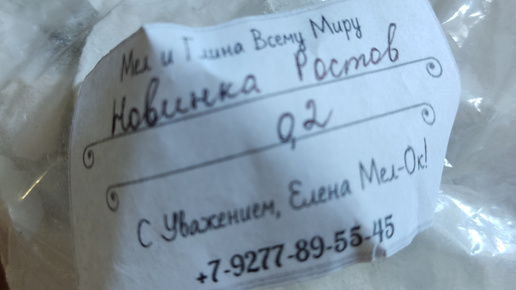 Мел и Глина Всему Миру
Новинка Ростов
0,2
С Уважением, Елена Мел-Ок!
+7-9277-89-55-45